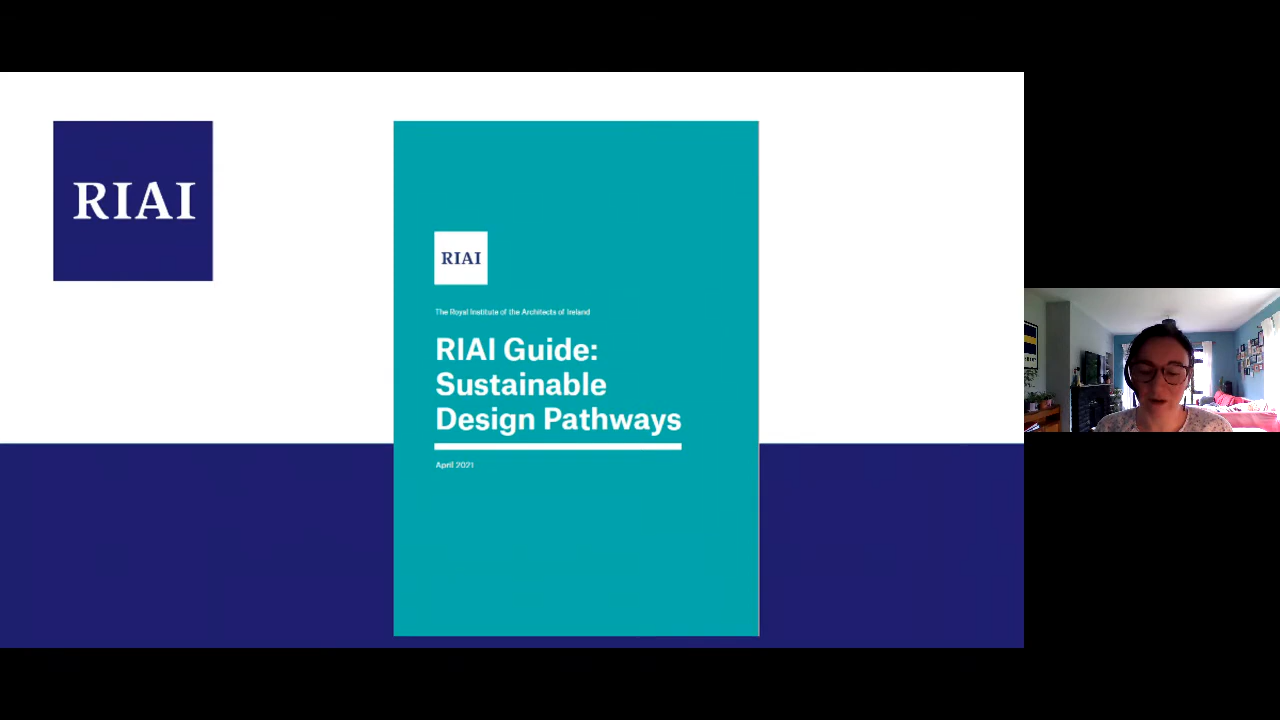 RIAI
RIAI
The Royal Institute of the Architects of Ireland
RIAI Guide:
Sustainable
Design Pathways
April 2021